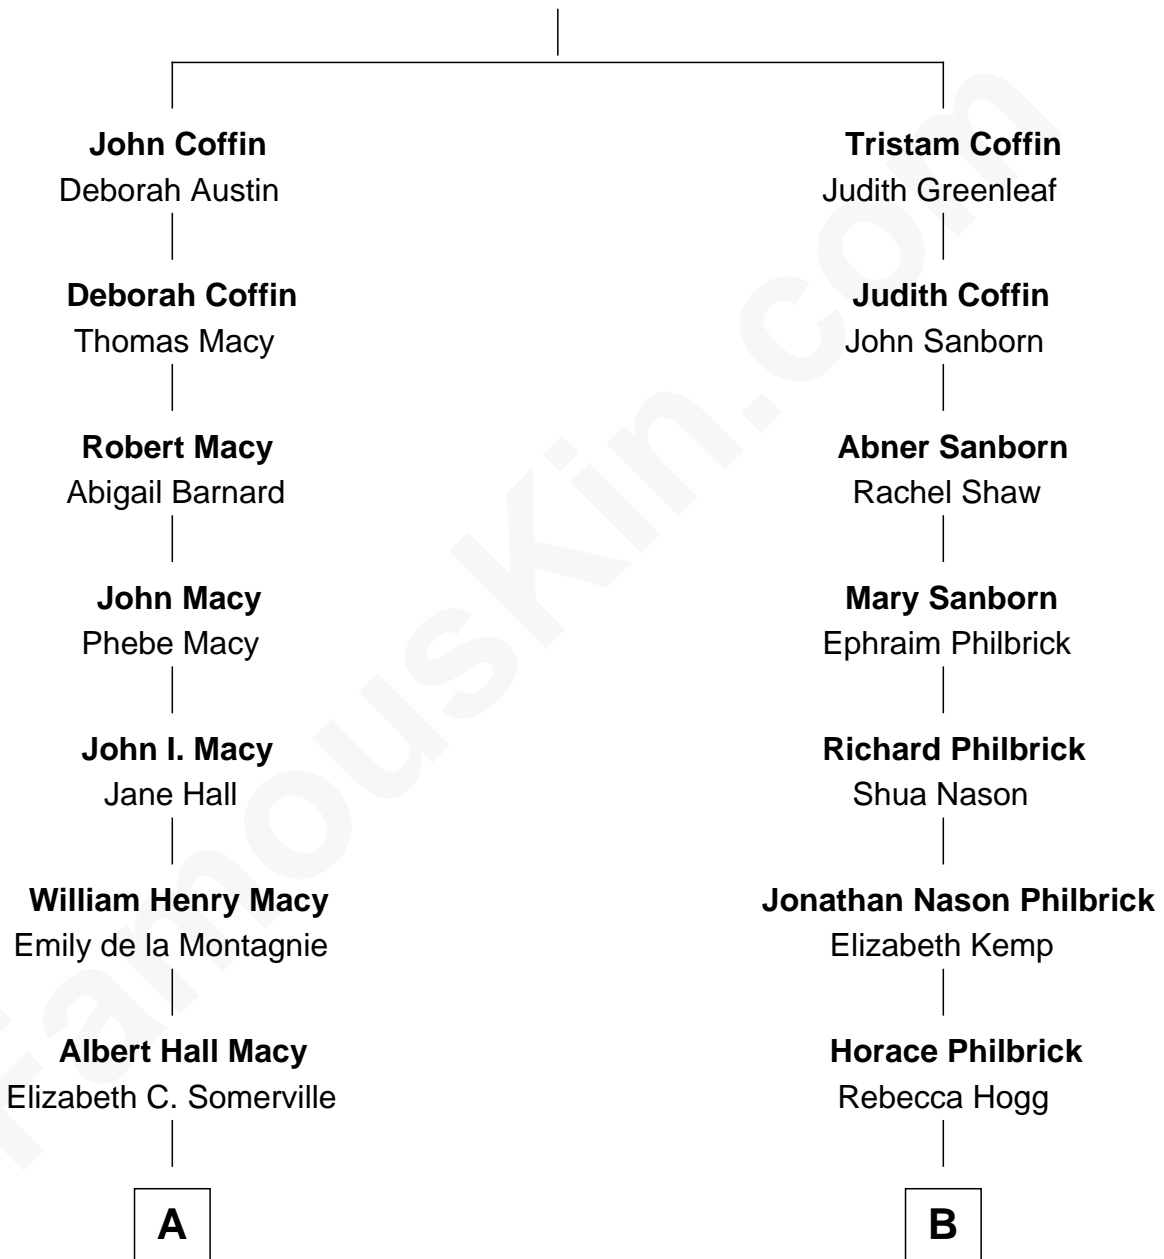 John Coffin
Deborah Austin
Deborah Coffin
Thomas Macy
Robert Macy
Abigail Barnard
John Macy
Phebe Macy
John I. Macy
Jane Hall
William Henry Macy
Emily de la Montagnie
Albert Hall Macy
Elizabeth C. Somerville
A
Tristam Coffin
Judith Greenleaf
Judith Coffin
John Sanborn
Abner Sanborn
Rachel Shaw
Mary Sanborn
Ephraim Philbrick
Richard Philbrick
Shua Nason
Jonathan Nason Philbrick
Elizabeth Kemp
Horace Philbrick
Rebecca Hogg
B
FamousKin.com